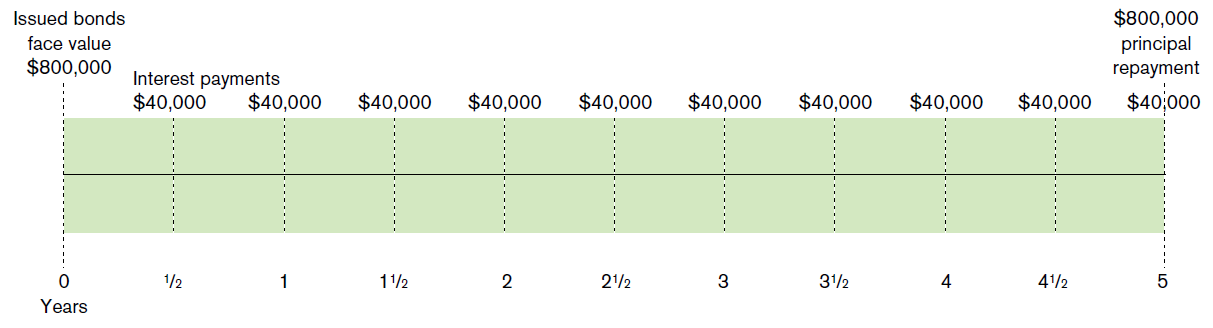 Issued bonds
face value
$800,000
$800,000
principal
repayment
Interest payments
$40,000 $40,000 $40,000 $40,000 $40,000 $40,000 $40,000 $40,000 $40,000 $40,000
0 1/2 1 1 1/2 2 2 1/2 3 3 1/2 4 4 1/2 5
Years